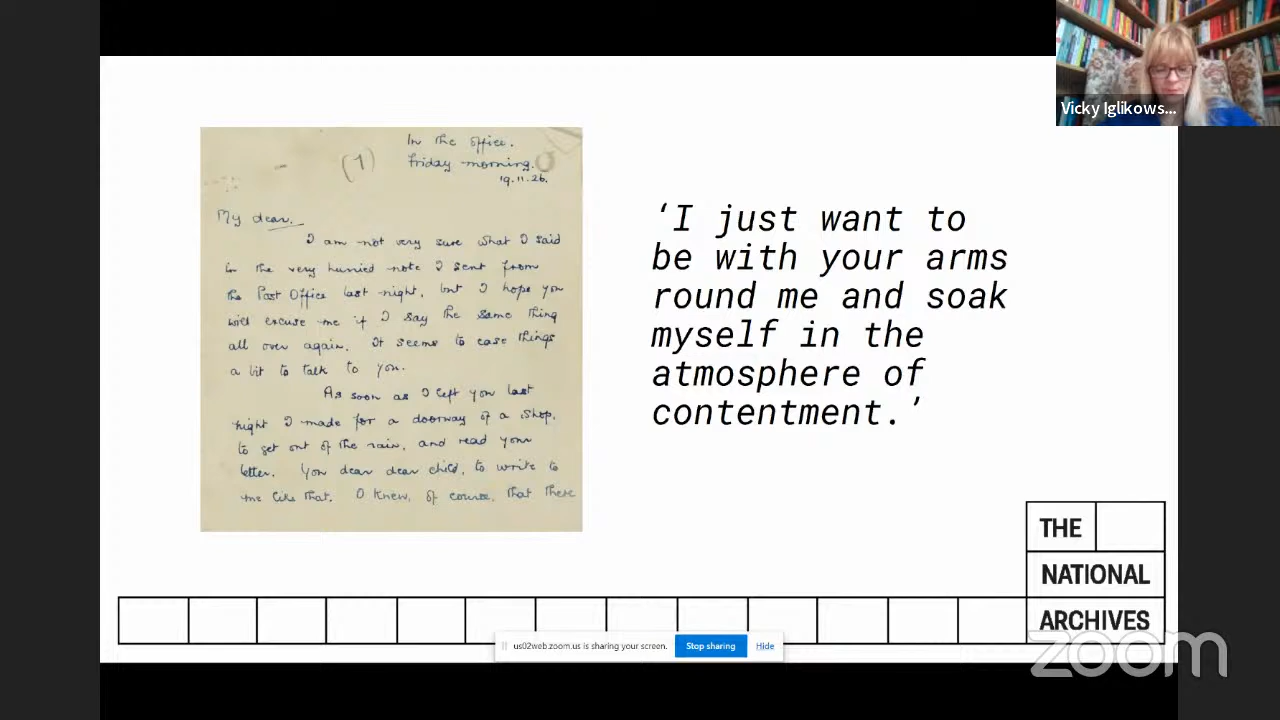 Vicky Iglikows...
(1)
In the office.
Friday morning.
19.11.26.
My dear.
I am not very sure what I said
in the very hurried note I sent from
the Post Office last night, but I hope you
will excuse me if I say the same thing
all over again. It seems to ease things
a bit to talk to you.
As soon as I left you last
night I made for a doorway of a shop,
to get out of the rain, and read your
letter. You dear dear child, to write to
me like that. I knew, of course, that there
‘I just want to
be with your arms
round me and soak
myself in the
atmosphere of
contentment.’
THE
NATIONAL
ARCHIVES
us02web.zoom.us is sharing your screen.
Stop sharing
Hide
zoom